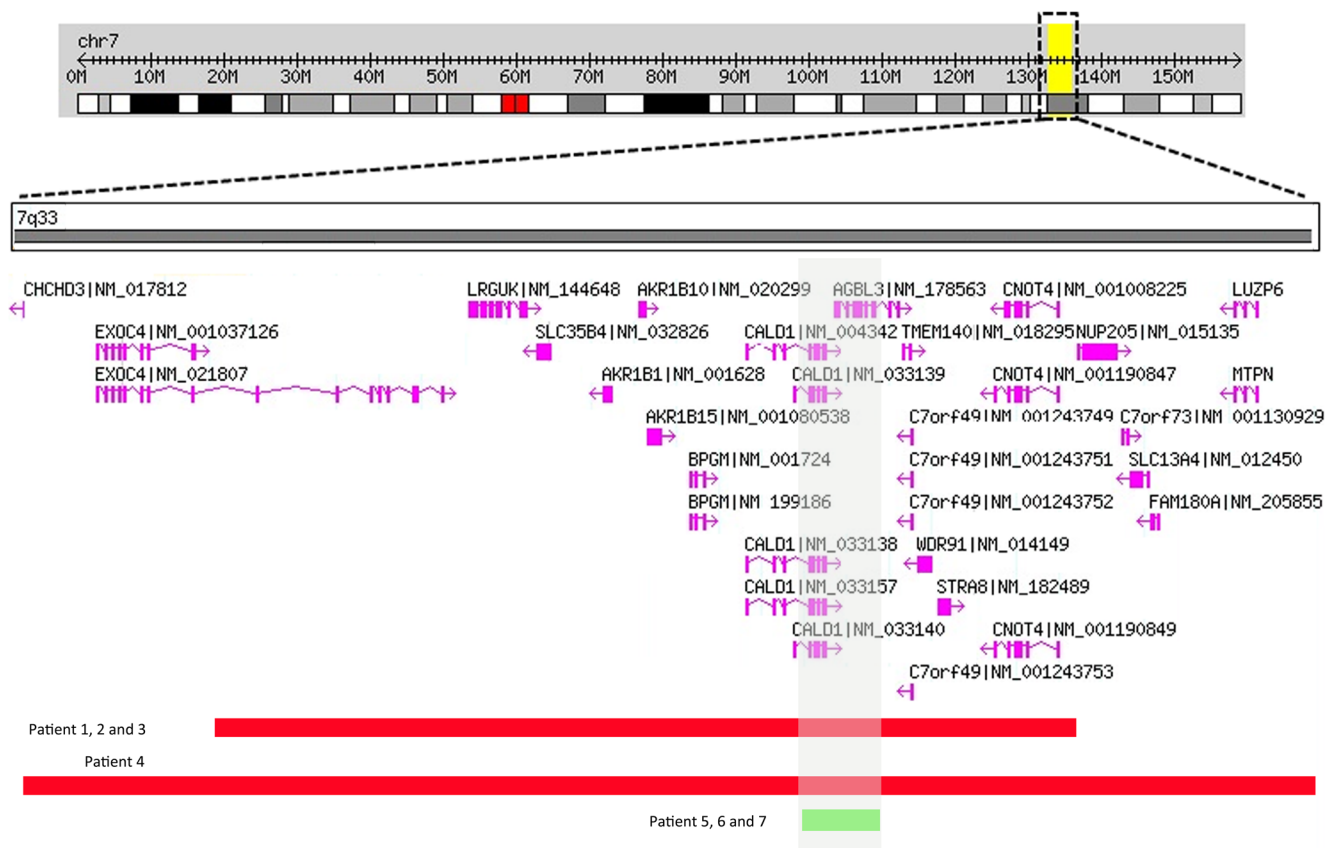 chr7
0M 10M 20M 30M 40M 50M 60M 70M 80M 90M 100M 110M 120M 130M 140M 150M
7q33
CHCHD3|NM_017812 LRGUK|NM_144648 AKR1B10|NM_020299 AGBL3|NM_178563 CNOT4|NM_001008225 LUZP6
EXOC4|NM_001037126 SLC35B4|NM_032826 CALD1|NM_004342 TMEM140|NM_018295 NUP205|NM_015135
EXOC4|NM_021807 AKR1B1|NM_001628 CALD1|NM_033139 CNOT4|NM_001190847 MTPN
AKR1B15|NM_001080538 C7orf49|NM_001243749 C7orf73|NM_001130929
BPGM|NM_001724 C7orf49|NM_001243751 SLC13A4|NM_012450
BPGM|NM_199186 C7orf49|NM_001243752 FAM180A|NM_205855
CALD1|NM_033138 WDR91|NM_014149
CALD1|NM_033157 STRA8|NM_182489
CALD1|NM_033140 CNOT4|NM_001190849
C7orf49|NM_001243753
Patient 1, 2 and 3
Patient 4
Patient 5, 6 and 7